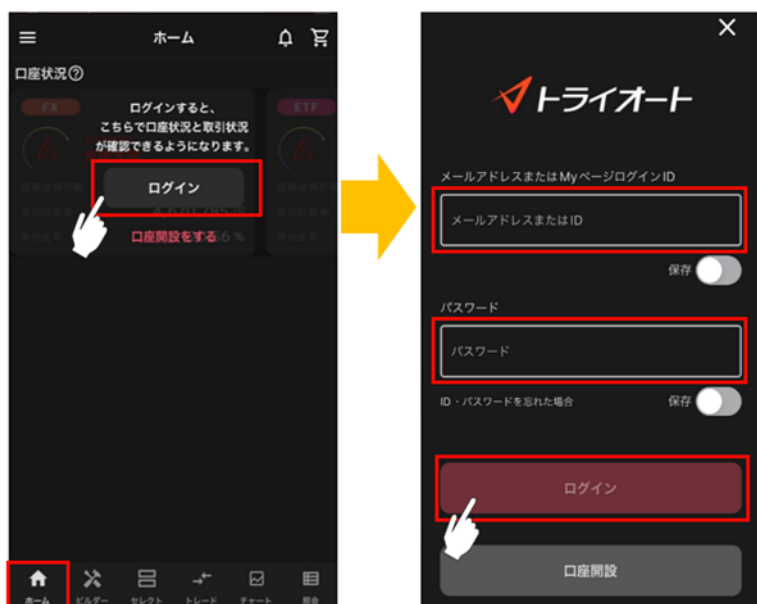 ホーム
口座状況?
FX
ETF
ログインすると、
こちらで口座状況と取引状況
が確認できるようになります。
ログイン
口座開設をする
ホーム
ビルダー
セレクト
トレード
チャート
照会
トライオート
メールアドレスまたはMyページログインID
メールアドレスまたはID
保存
パスワード
パスワード
ID・パスワードを忘れた場合
保存
ログイン
口座開設